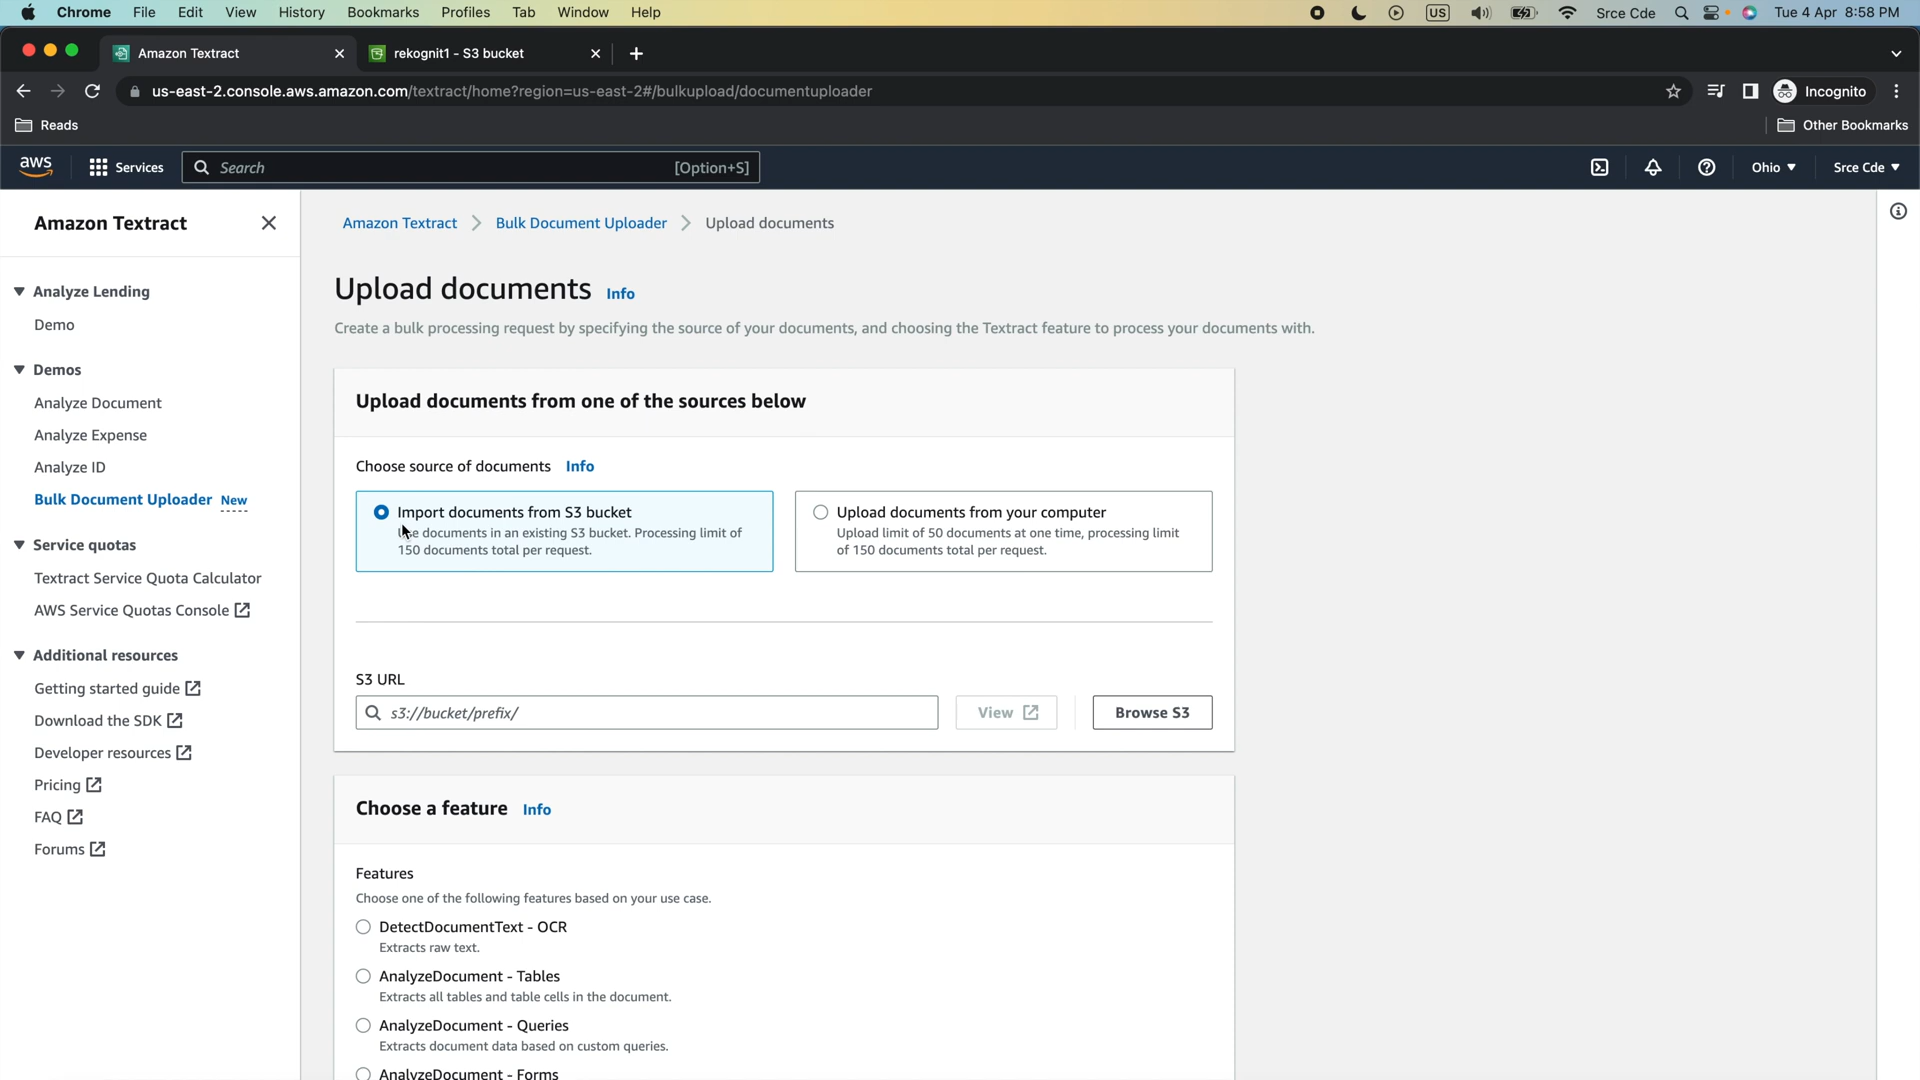 Chrome File Edit View History Bookmarks Profiles Tab Window Help US Srce Cde Tue 4 Apr 8:58 PM
Amazon Textract rekognit1 - S3 bucket
us-east-2.console.aws.amazon.com/textract/home?region=us-east-2#/bulkupload/documentuploader Incognito
Reads Other Bookmarks
aws Services Search [Option+S] Ohio Srce Cde
Amazon Textract
Analyze Lending
Demo
Demos
Analyze Document
Analyze Expense
Analyze ID
Bulk Document Uploader New
Service quotas
Textract Service Quota Calculator
AWS Service Quotas Console
Additional resources
Getting started guide
Download the SDK
Developer resources
Pricing
FAQ
Forums
Amazon Textract Bulk Document Uploader Upload documents
Upload documents Info
Create a bulk processing request by specifying the source of your documents, and choosing the Textract feature to process your documents with.
Upload documents from one of the sources below
Choose source of documents Info
Import documents from S3 bucket
Use documents in an existing S3 bucket. Processing limit of
150 documents total per request.
Upload documents from your computer
Upload limit of 50 documents at one time, processing limit
of 150 documents total per request.
S3 URL
s3://bucket/prefix/ View Browse S3
Choose a feature Info
Features
Choose one of the following features based on your use case.
DetectDocumentText - OCR
Extracts raw text.
AnalyzeDocument - Tables
Extracts all tables and table cells in the document.
AnalyzeDocument - Queries
Extracts document data based on custom queries.
AnalyzeDocument - Forms